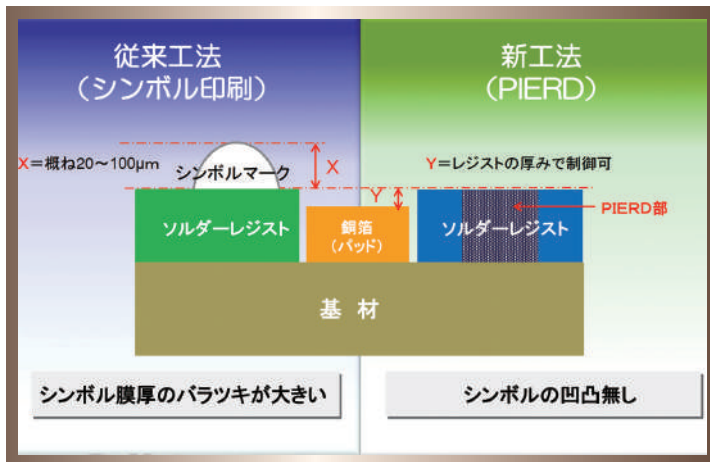 従来工法
（シンボル印刷）
新工法
（PIERD）
X＝概ね20〜100μm
シンボルマーク
X
Y＝レジストの厚みで制御可
Y
PIERD部
ソルダーレジスト
銅箔
（パッド）
ソルダーレジスト
基 材
シンボル膜厚のバラツキが大きい
シンボルの凹凸無し